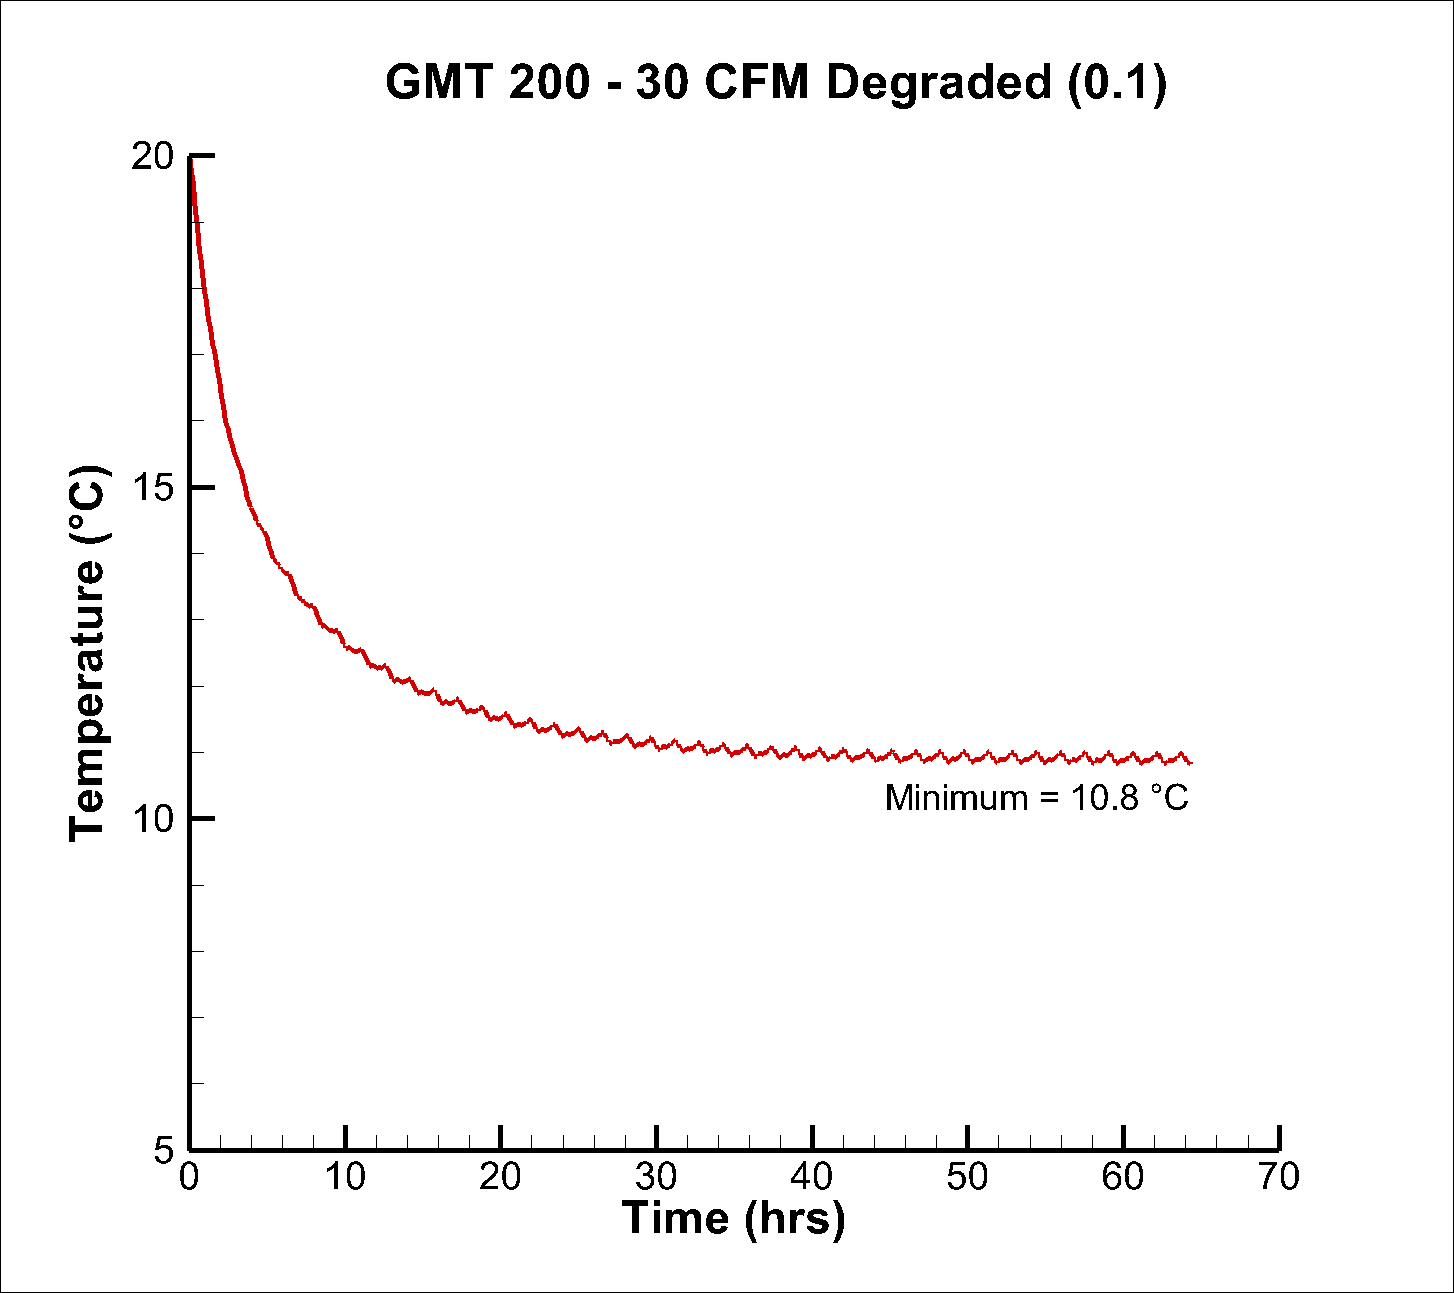 GMT 200 - 30 CFM Degraded (0.1)
20
15
10
5
Temperature (°C)
Minimum = 10.8 °C
0 10 20 30 40 50 60 70
Time (hrs)